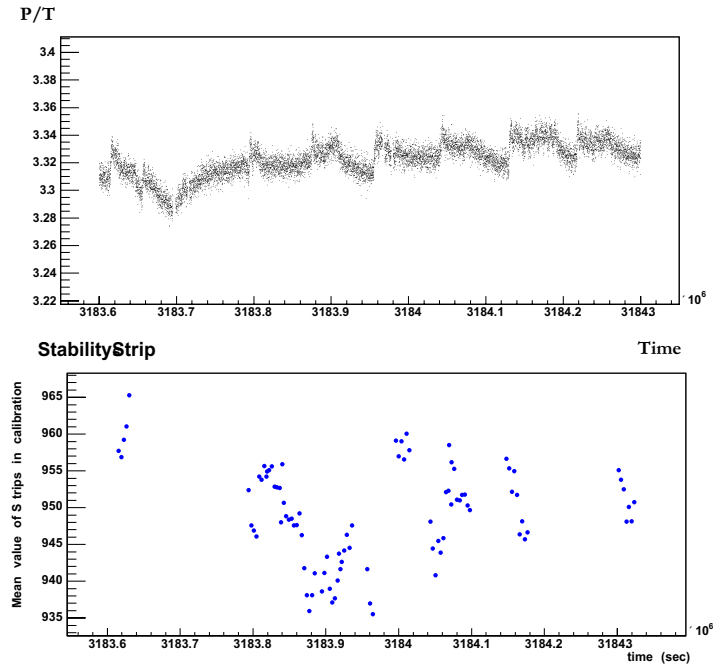 P/T
3.4
3.38
3.36
3.34
3.32
3.3
3.28
3.26
3.24
3.22
3183.6 3183.7 3183.8 3183.9 3184 3184.1 3184.2 31843
´10⁶
Time
Stability Strip
Mean value of S trips in calibration
965
960
955
950
945
940
935
3183.6 3183.7 3183.8 3183.9 3184 3184.1 3184.2 31843
´10⁶
time (sec)